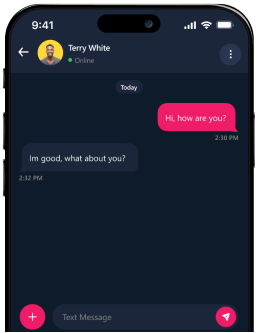 9:41
Terry White
Online
Today
Hi, how are you?
2:30 PM
Im good, what about you?
2:32 PM
Text Message